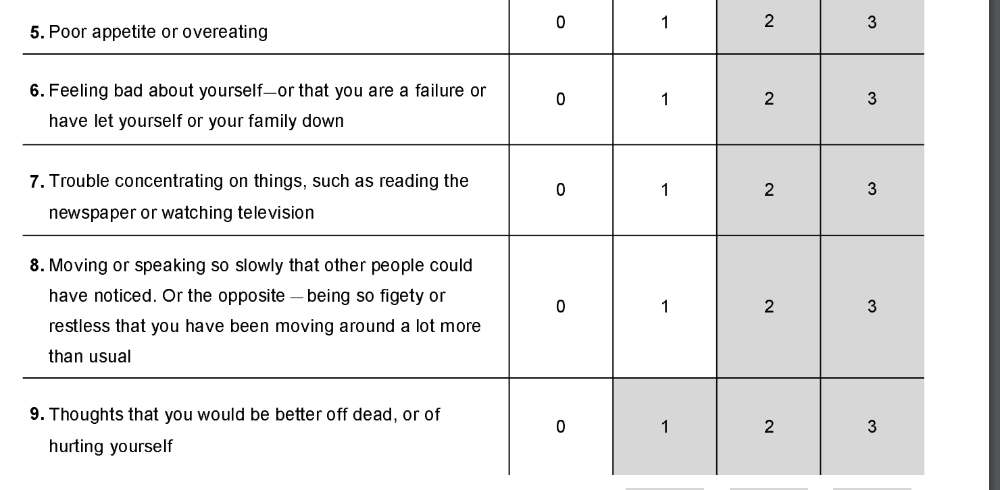 5. Poor appetite or overeating 0 1 2 3
6. Feeling bad about yourself—or that you are a failure or
have let yourself or your family down 0 1 2 3
7. Trouble concentrating on things, such as reading the
newspaper or watching television 0 1 2 3
8. Moving or speaking so slowly that other people could
have noticed. Or the opposite — being so figety or
restless that you have been moving around a lot more
than usual 0 1 2 3
9. Thoughts that you would be better off dead, or of
hurting yourself 0 1 2 3